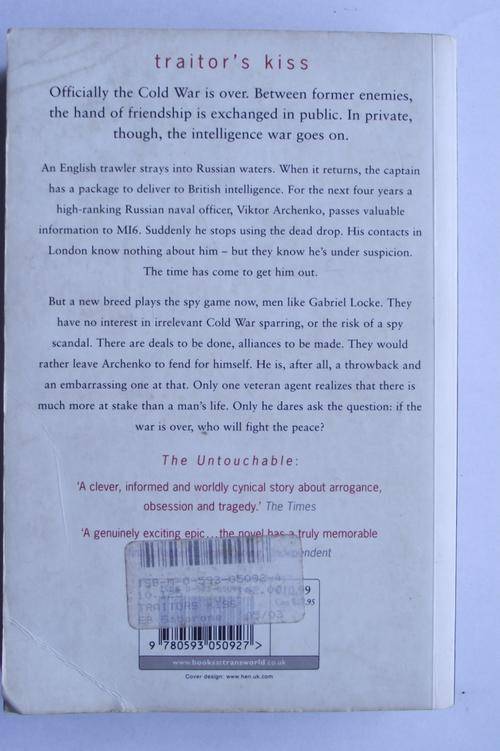 traitor's kiss
Officially the Cold War is over. Between former enemies,
the hand of friendship is exchanged in public. In private,
though, the intelligence war goes on.
An English trawler strays into Russian waters. When it returns, the captain
has a package to deliver to British intelligence. For the next four years a
high-ranking Russian naval officer, Viktor Archenko, passes valuable
information to MI6. Suddenly he stops using the dead drop. His contacts in
London know nothing about him – but they know he's under suspicion.
The time has come to get him out.
But a new breed plays the spy game now, men like Gabriel Locke. They
have no interest in irrelevant Cold War sparring, or the risk of a spy
scandal. There are deals to be done, alliances to be made. They would
rather leave Archenko to fend for himself. He is, after all, a throwback and
an embarrassing one at that. Only one veteran agent realizes that there is
much more at stake than a man's life. Only he dares ask the question: if the
war is over, who will fight the peace?
The Untouchable:
'A clever, informed and worldly cynical story about arrogance,
obsession and tragedy.' The Times
'A genuinely exciting epic... the novel has a truly memorable
TRAITORS KISS
9 780593 050927 >
www.booksattransworld.co.uk
Cover design: www.hen.uk.com